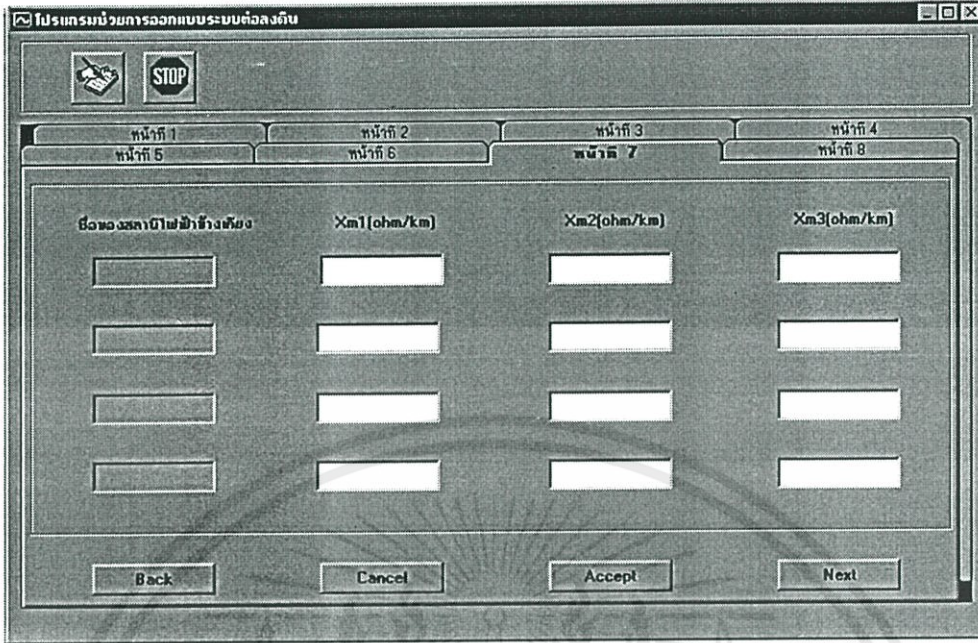 โปรแกรมช่วยการออกแบบระบบต่อลงดิน
STOP
หน้าที่ 1 หน้าที่ 2 หน้าที่ 3 หน้าที่ 4
หน้าที่ 5 หน้าที่ 6 หน้าที่ 7 หน้าที่ 8
ชื่อของสถานีไฟฟ้าข้างเคียง Xm1(ohm/km) Xm2(ohm/km) Xm3(ohm/km)
Back Cancel Accept Next